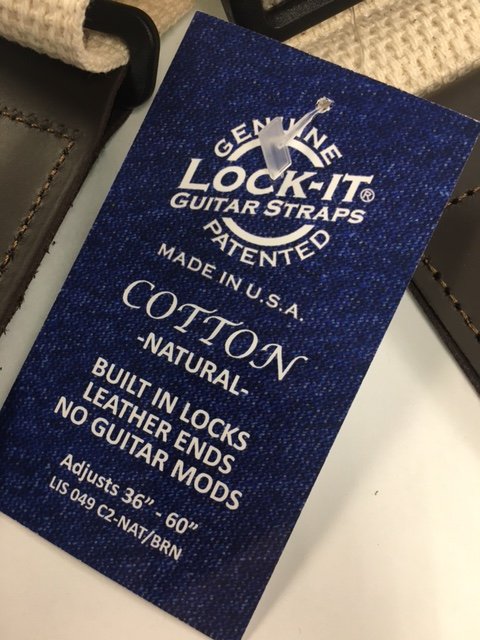 GENUINE
LOCK-IT®
GUITAR STRAPS
PATENTED
MADE IN U.S.A.
COTTON
-NATURAL-
BUILT IN LOCKS
LEATHER ENDS
NO GUITAR MODS
Adjusts 36” - 60”
LIS 049 C2-NAT/BRN